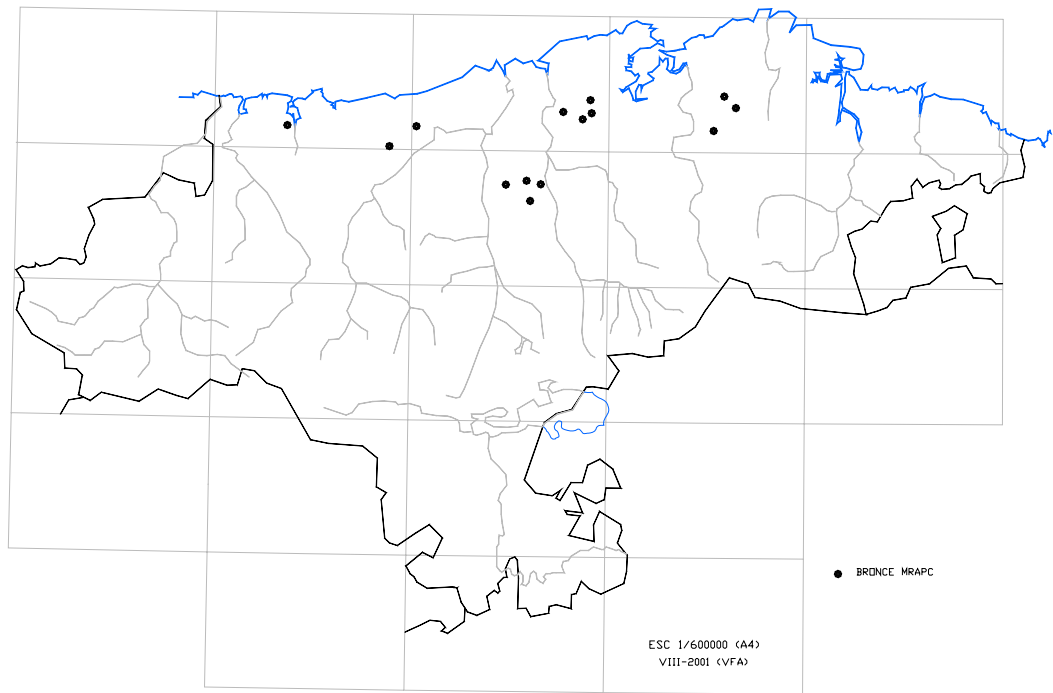 BRONCE MRAPC
ESC 1/600000 (A4)
VIII-2001 (VFA)